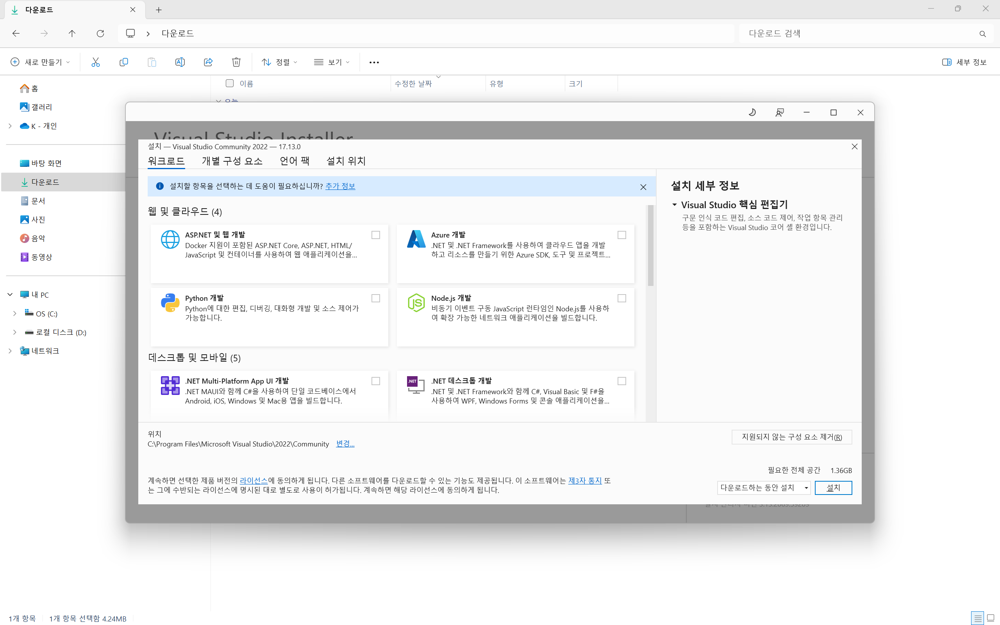 다운로드
다운로드
다운로드 검색
새로 만들기
정렬
보기
세부 정보
이름
수정한 날짜
유형
크기
홈
갤러리
K - 개인
바탕 화면
다운로드
문서
사진
음악
동영상
내 PC
OS (C:)
로컬 디스크 (D:)
네트워크
오늘
Visual Studio Installer
설치 — Visual Studio Community 2022 — 17.13.0
워크로드
개별 구성 요소
언어 팩
설치 위치
설치할 항목을 선택하는 데 도움이 필요하십니까? 추가 정보
웹 및 클라우드 (4)
ASP.NET 및 웹 개발
Docker 지원이 포함된 ASP.NET Core, ASP.NET, HTML/
JavaScript 및 컨테이너를 사용하여 웹 애플리케이션을...
Azure 개발
.NET 및 .NET Framework를 사용하여 클라우드 앱을 개발
하고 리소스를 만들기 위한 Azure SDK, 도구 및 프로젝트...
Python 개발
Python에 대한 편집, 디버깅, 대화형 개발 및 소스 제어가
가능합니다.
Node.js 개발
비동기 이벤트 구동 JavaScript 런타임인 Node.js를 사용하
여 확장 가능한 네트워크 애플리케이션을 빌드합니다.
데스크톱 및 모바일 (5)
.NET Multi-Platform App UI 개발
.NET MAUI와 함께 C#을 사용하여 단일 코드베이스에서
Android, iOS, Windows 및 Mac용 앱을 빌드합니다.
.NET
.NET 데스크톱 개발
.NET 및 .NET Framework와 함께 C#, Visual Basic 및 F#을
사용하여 WPF, Windows Forms 및 콘솔 애플리케이션을...
설치 세부 정보
Visual Studio 핵심 편집기
구문 인식 코드 편집, 소스 코드 제어, 작업 항목 관리
등을 포함하는 Visual Studio 코어 셸 환경입니다.
위치
C:\Program Files\Microsoft Visual Studio\2022\Community 변경...
지원되지 않는 구성 요소 제거(R)
필요한 전체 공간 1.36GB
계속하면 선택한 제품 버전의 라이선스에 동의하게 됩니다. 다른 소프트웨어를 다운로드할 수 있는 기능도 제공됩니다. 이 소프트웨어는 제3자 통지 또
는 그에 수반되는 라이선스에 명시된 대로 별도로 사용이 허가됩니다. 계속하면 해당 라이선스에 동의하게 됩니다.
다운로드하는 동안 설치
설치
1개 항목
1개 항목 선택함 4.24MB